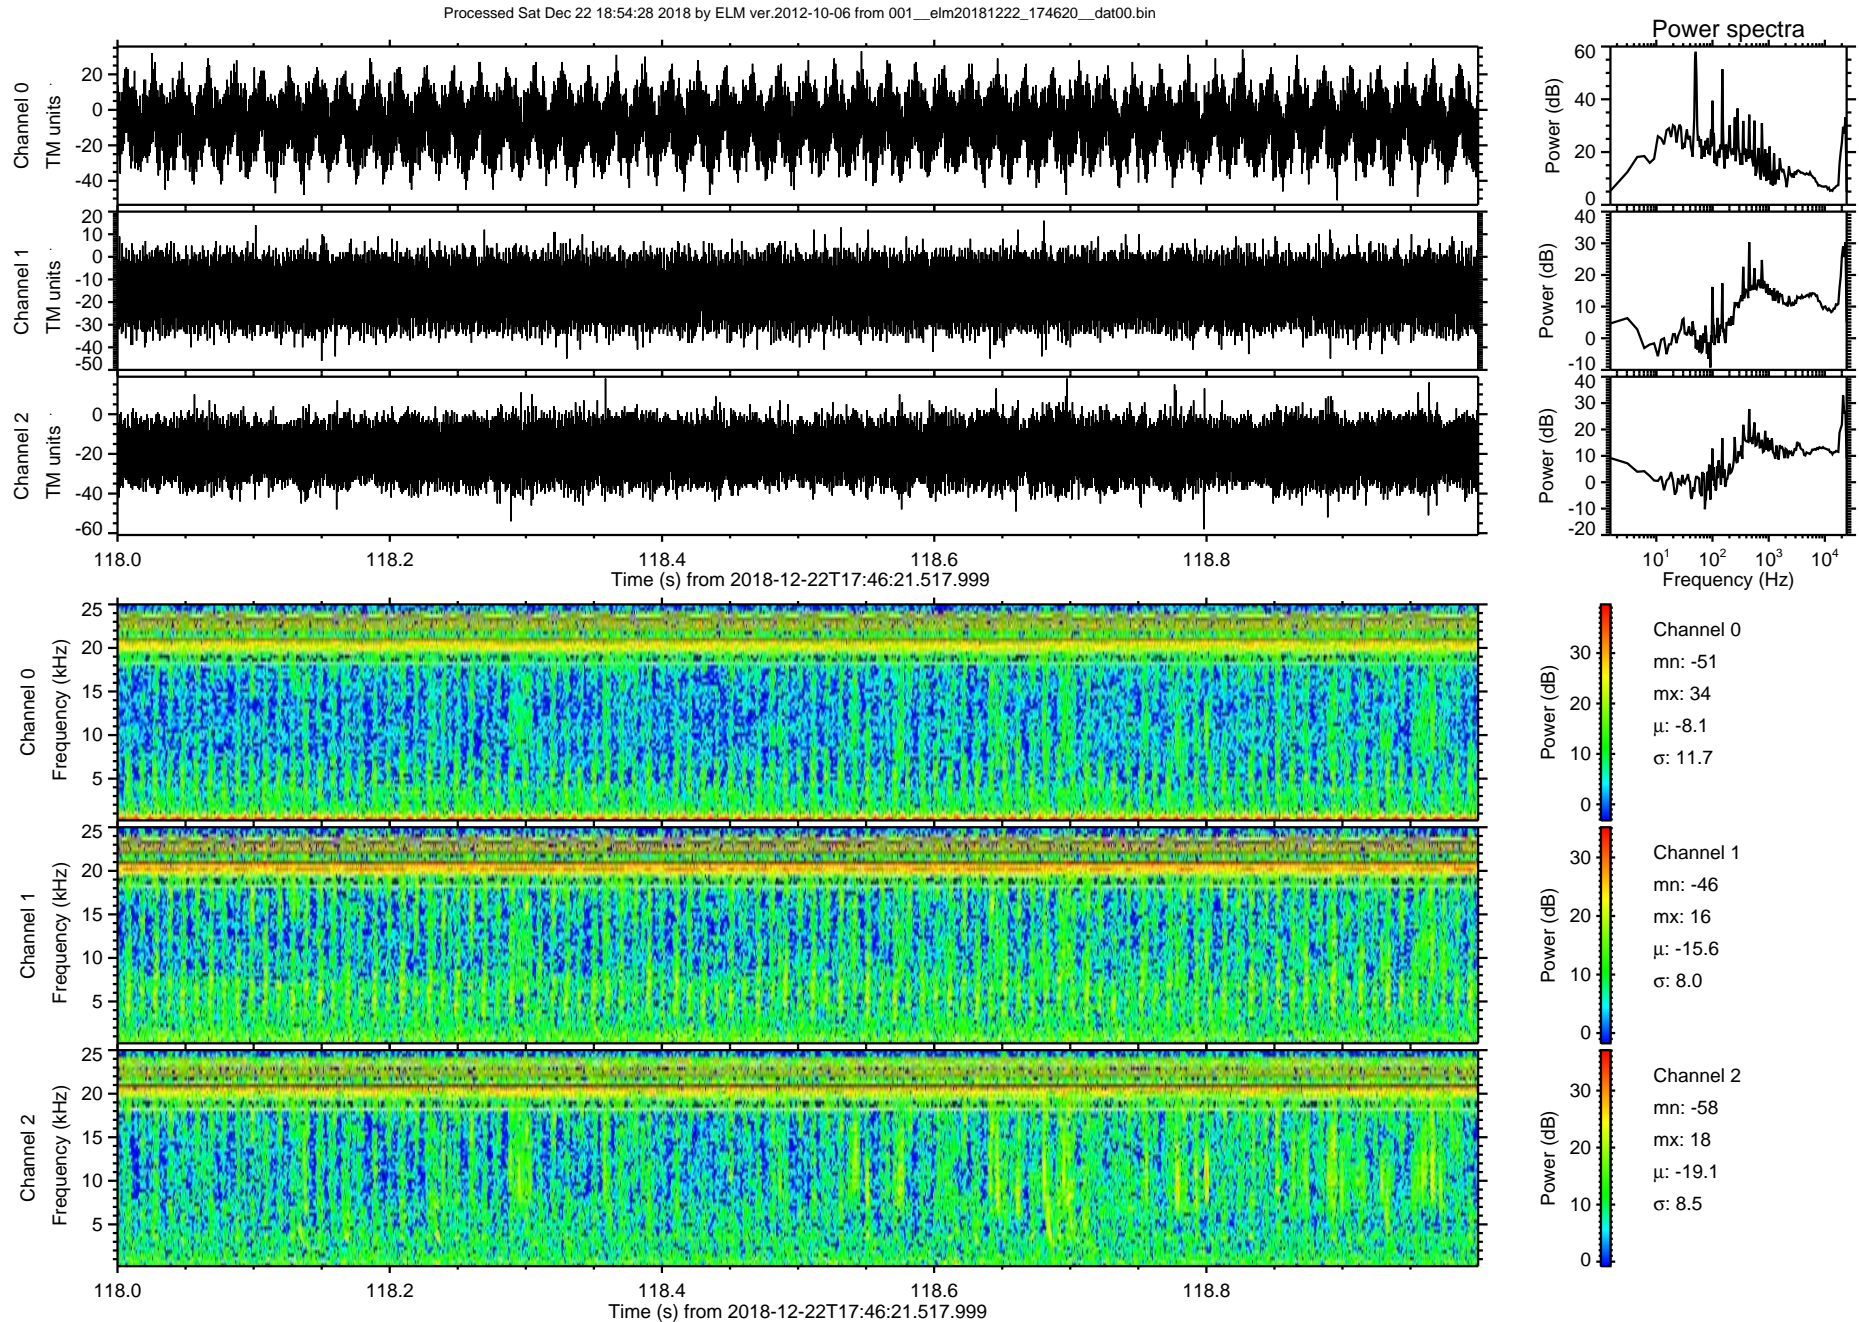 Processed Sat Dec 22 18:54:28 2018 by ELM ver.2012-10-06 from 001__elm20181222_174620__dat00.bin
Power spectra
Channel 0
TM units
20
0
-20
-40
Power (dB)
60
40
20
0
Channel 1
TM units
20
10
0
-10
-20
-30
-40
-50
Power (dB)
40
30
20
10
0
-10
Channel 2
TM units
0
-20
-40
-60
Power (dB)
40
30
20
10
0
-10
-20
118.0 118.2 118.4 118.6 118.8
Time (s) from 2018-12-22T17:46:21.517.999
10¹ 10² 10³ 10⁴
Frequency (Hz)
Channel 0
Frequency (kHz)
25
20
15
10
5
Power (dB)
30
20
10
0
Channel 0
mn: -51
mx: 34
μ: -8.1
σ: 11.7
Channel 1
Frequency (kHz)
25
20
15
10
5
Power (dB)
30
20
10
0
Channel 1
mn: -46
mx: 16
μ: -15.6
σ: 8.0
Channel 2
Frequency (kHz)
25
20
15
10
5
Power (dB)
30
20
10
0
Channel 2
mn: -58
mx: 18
μ: -19.1
σ: 8.5
118.0 118.2 118.4 118.6 118.8
Time (s) from 2018-12-22T17:46:21.517.999